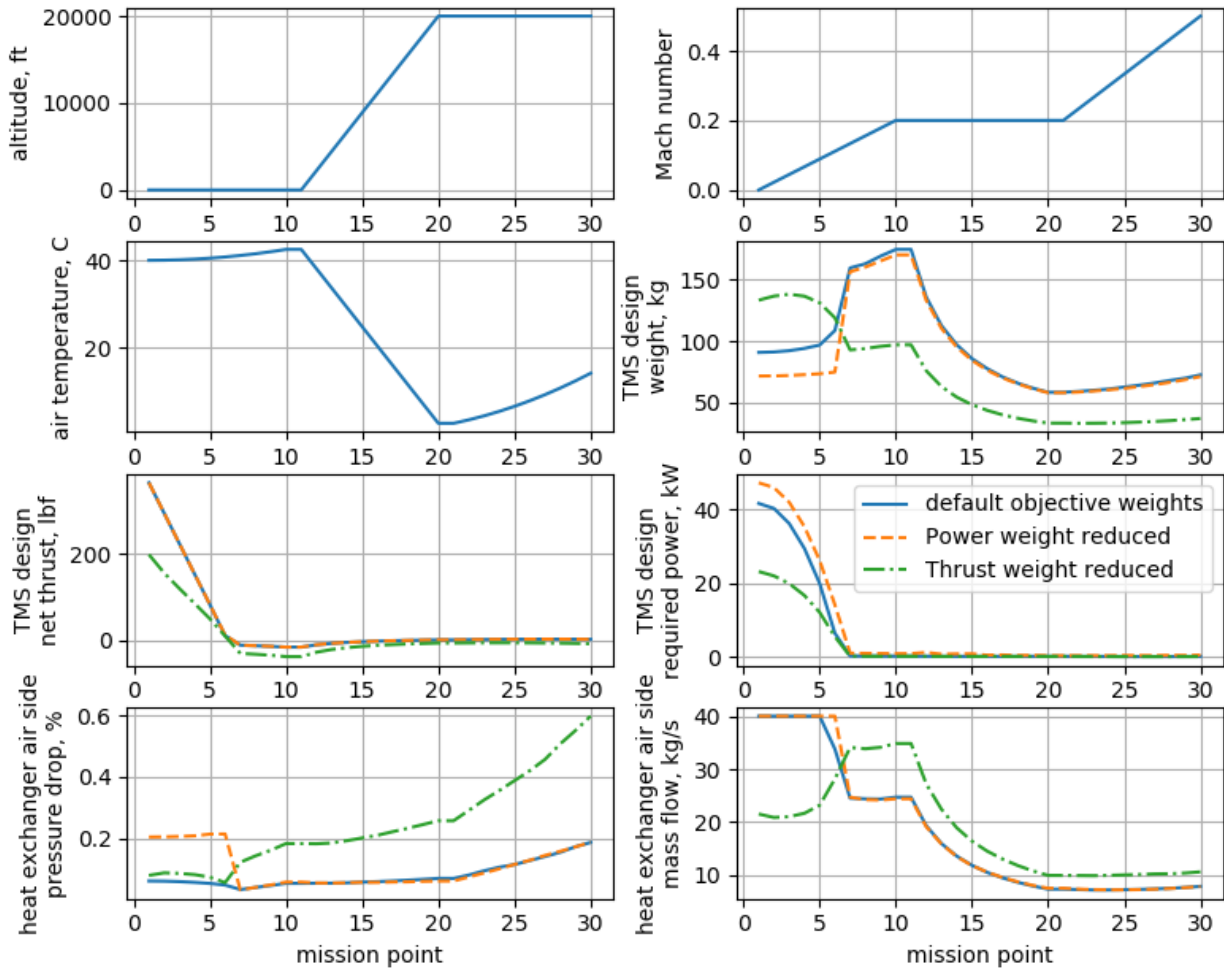 altitude, ft
20000
10000
0
0 5 10 15 20 25 30
Mach number
0.4
0.2
0.0
0 5 10 15 20 25 30
air temperature, C
40
20
0 5 10 15 20 25 30
TMS design
weight, kg
150
100
50
0 5 10 15 20 25 30
TMS design
net thrust, lbf
200
0
0 5 10 15 20 25 30
TMS design
required power, kW
40
20
0
default objective weights
Power weight reduced
Thrust weight reduced
0 5 10 15 20 25 30
heat exchanger air side
pressure drop, %
0.6
0.4
0.2
0 5 10 15 20 25 30
mission point
heat exchanger air side
mass flow, kg/s
40
30
20
10
0 5 10 15 20 25 30
mission point